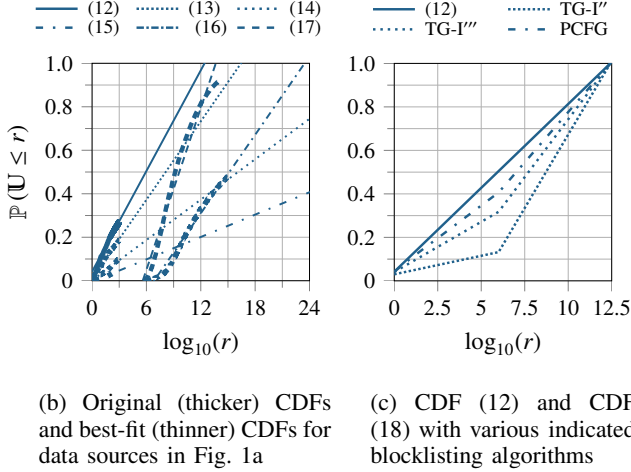 (12) (13) (14)
(15) (16) (17)
1.0
0.8
0.6
0.4
0.2
0
ℙ(𝕌 ≤ r)
0 6 12 18 24
log10(r)
(b) Original (thicker) CDFs
and best-fit (thinner) CDFs for
data sources in Fig. 1a
(12) TG-I″
TG-I‴ PCFG
1.0
0.8
0.6
0.4
0.2
0
0 2.5 5 7.5 10 12.5
log10(r)
(c) CDF (12) and CDF
(18) with various indicated
blocklisting algorithms